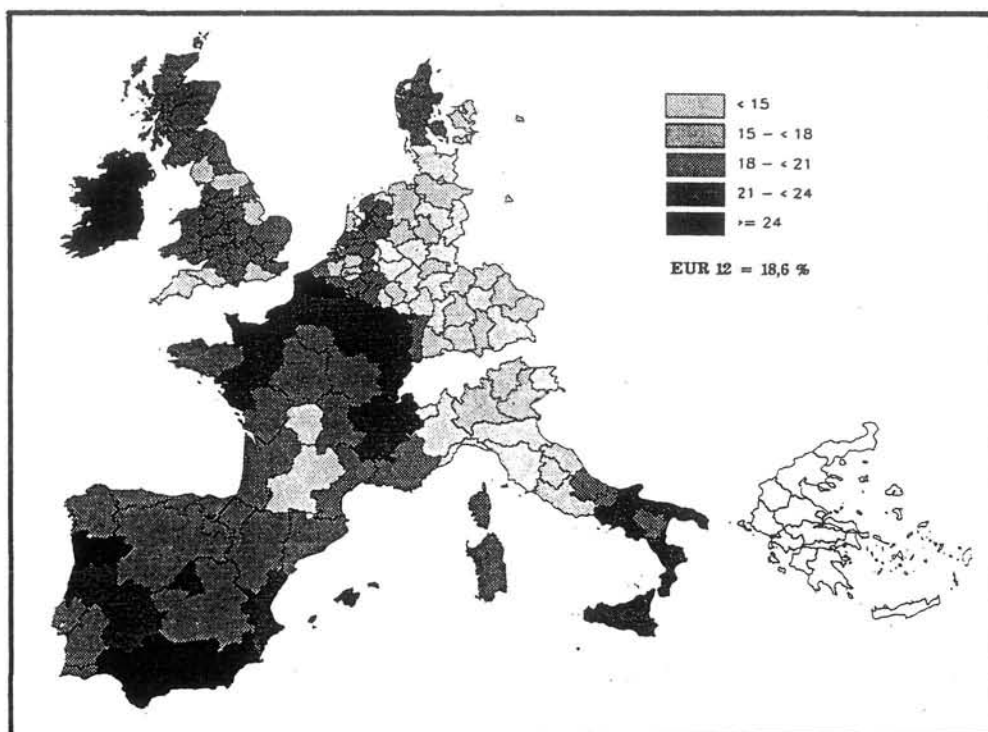 < 15
15 – < 18
18 – < 21
21 – < 24
>= 24
EUR 12 = 18,6 %